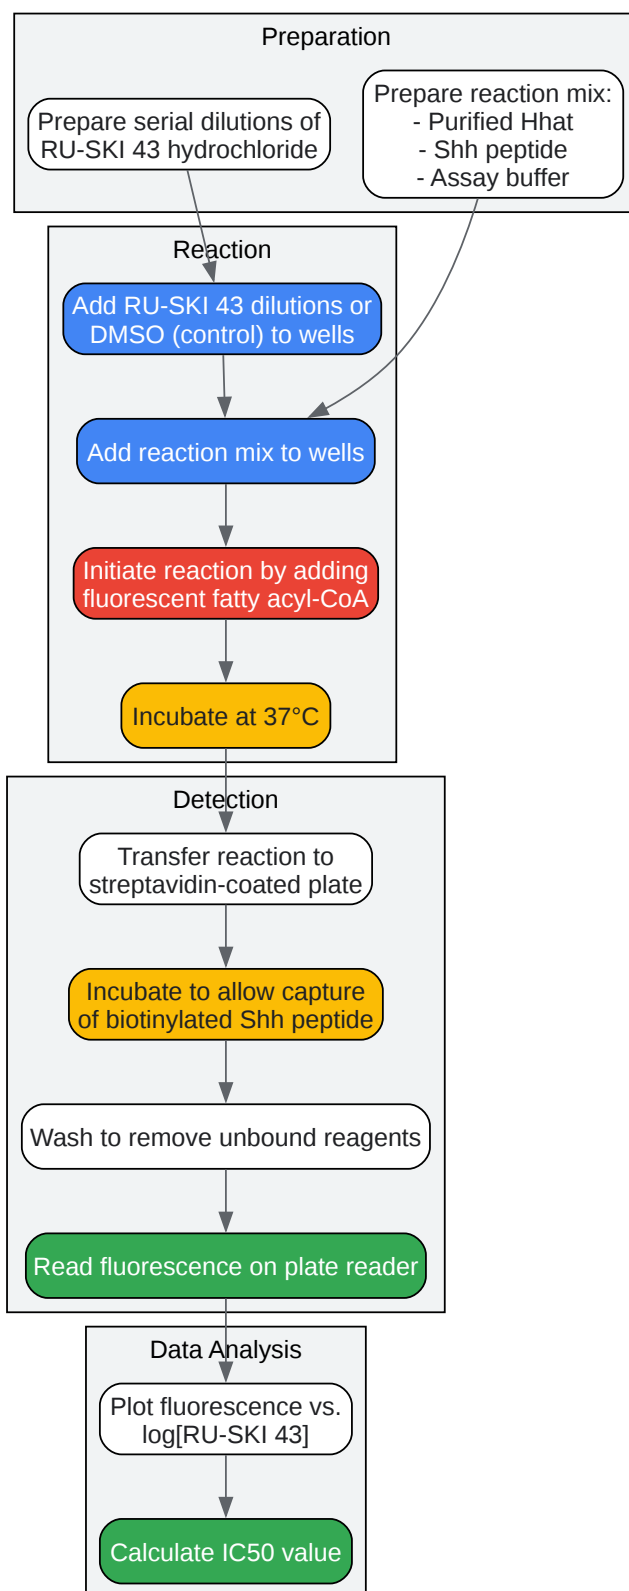 Preparation
Prepare serial dilutions of
RU-SKI 43 hydrochloride
Prepare reaction mix:
- Purified Hhat
- Shh peptide
- Assay buffer
Reaction
Add RU-SKI 43 dilutions or
DMSO (control) to wells
Add reaction mix to wells
Initiate reaction by adding
fluorescent fatty acyl-CoA
Incubate at 37°C
Detection
Transfer reaction to
streptavidin-coated plate
Incubate to allow capture
of biotinylated Shh peptide
Wash to remove unbound reagents
Read fluorescence on plate reader
Data Analysis
Plot fluorescence vs.
log[RU-SKI 43]
Calculate IC50 value